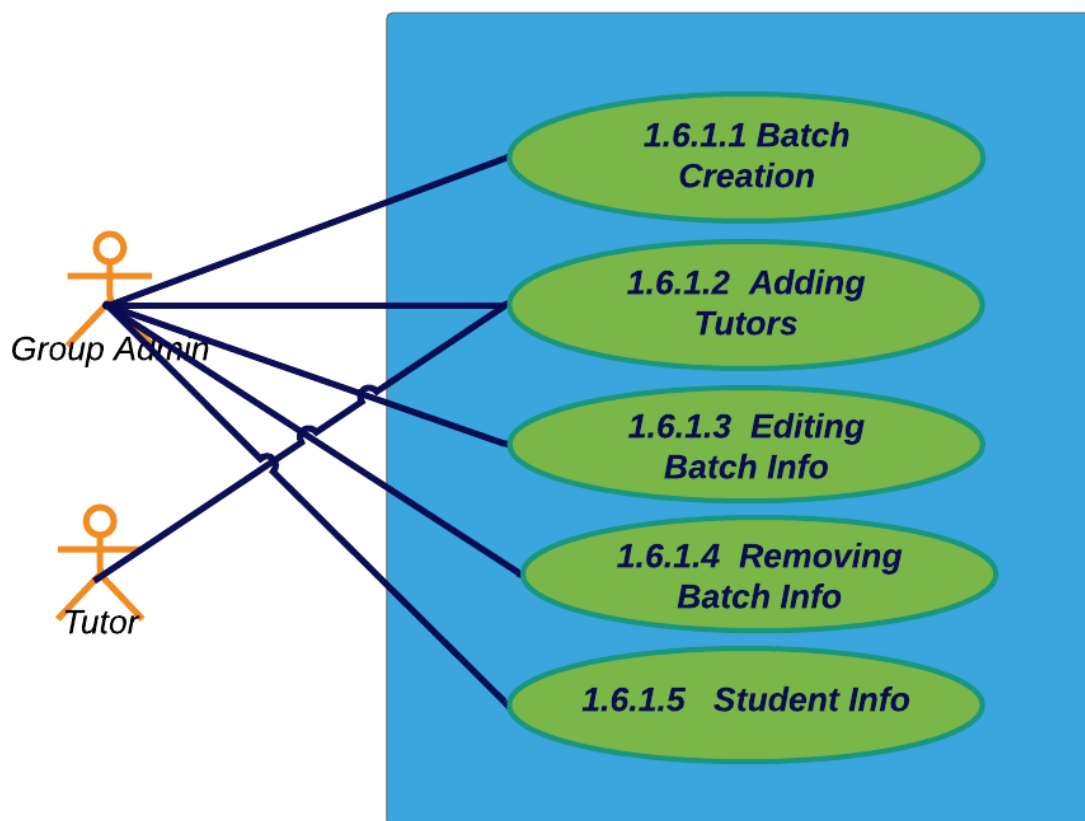 1.6.1.1 Batch
Creation
1.6.1.2  Adding
Tutors
Group Admin
1.6.1.3  Editing
Batch Info
1.6.1.4  Removing
Batch Info
Tutor
1.6.1.5   Student Info